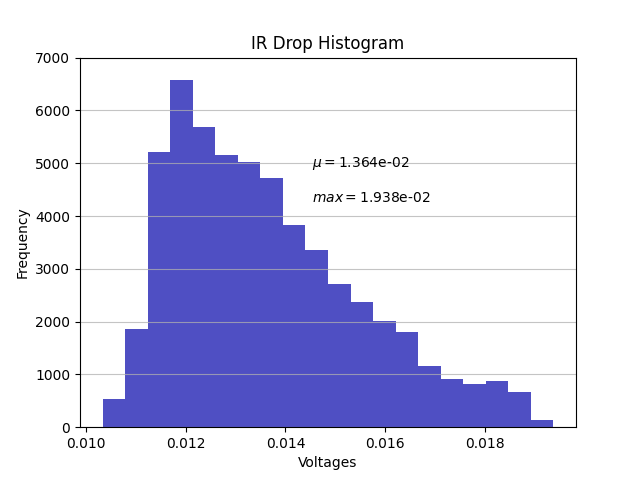 IR Drop Histogram
7000
6000
5000
4000
3000
2000
1000
0
Frequency
μ = 1.364e-02
max = 1.938e-02
0.010 0.012 0.014 0.016 0.018
Voltages